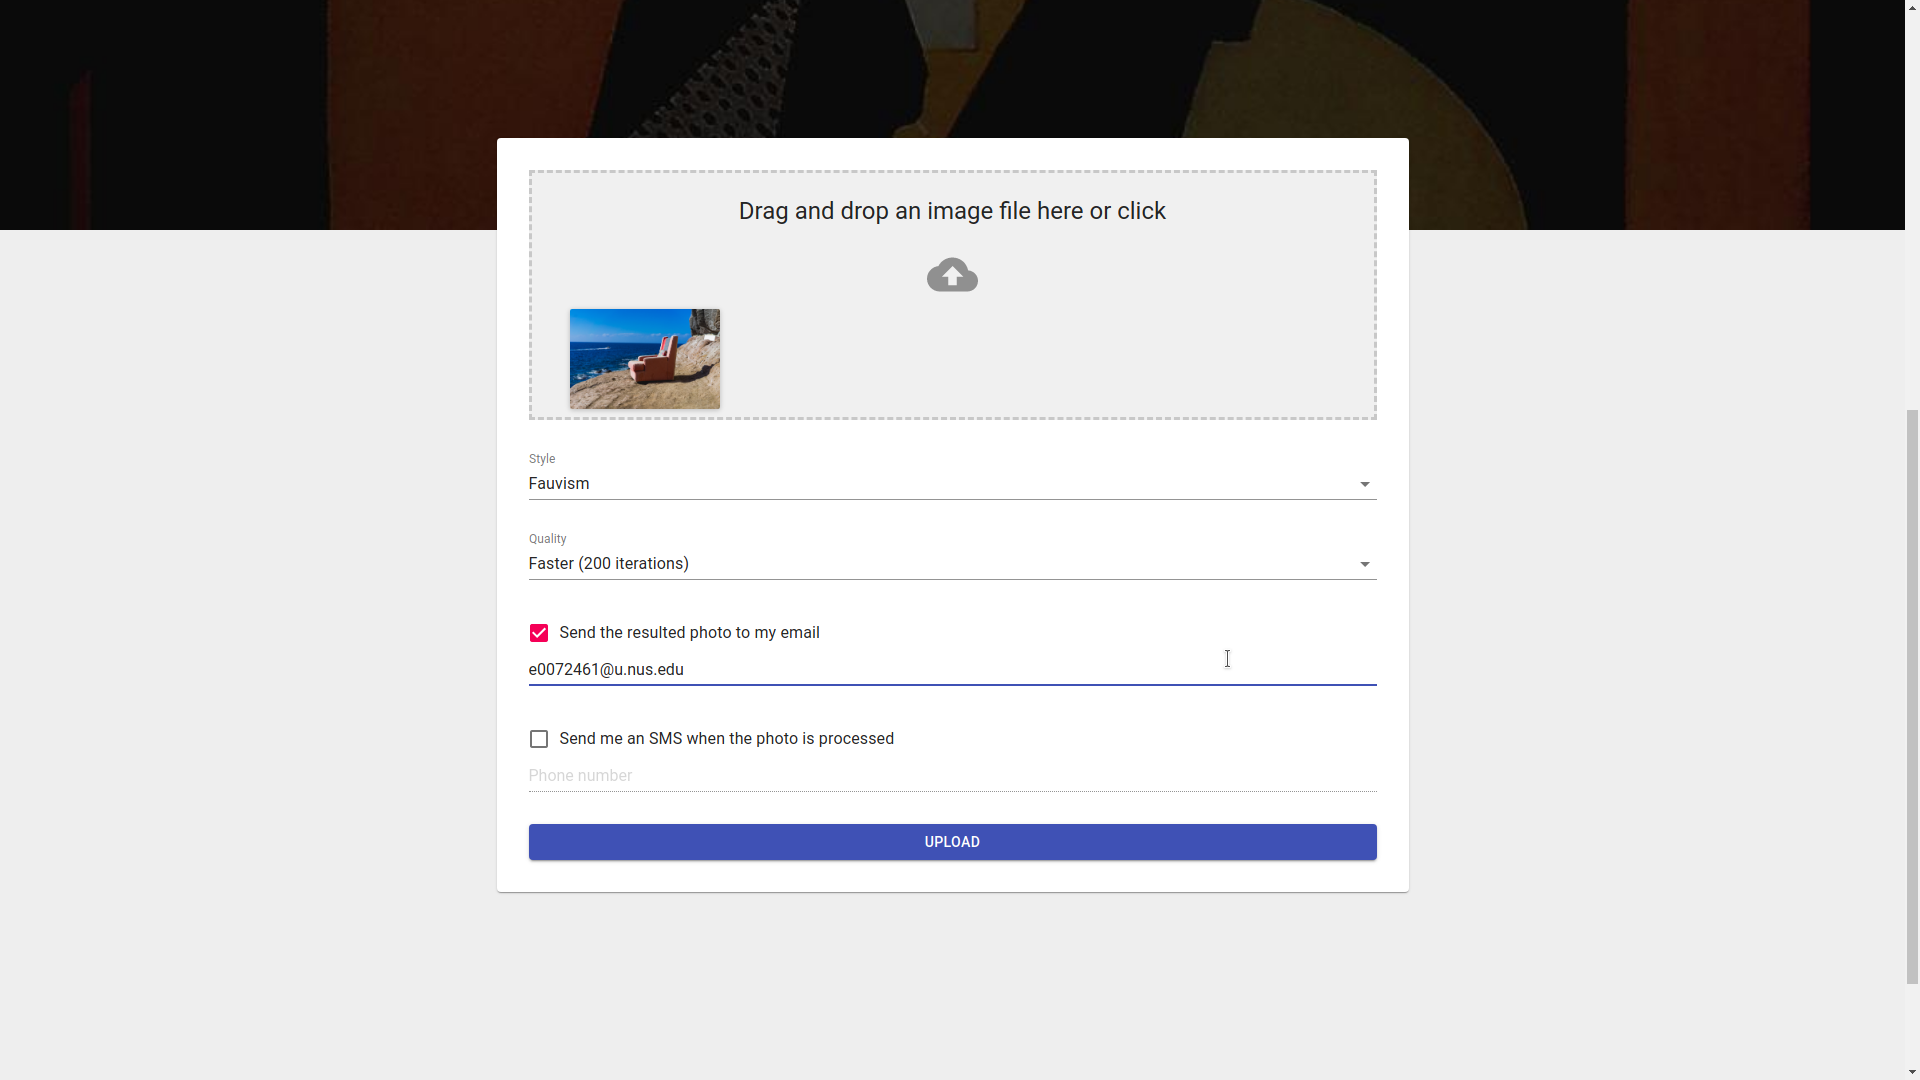 Drag and drop an image file here or click
Style
Fauvism
Quality
Faster (200 iterations)
Send the resulted photo to my email
e0072461@u.nus.edu
Send me an SMS when the photo is processed
Phone number
UPLOAD